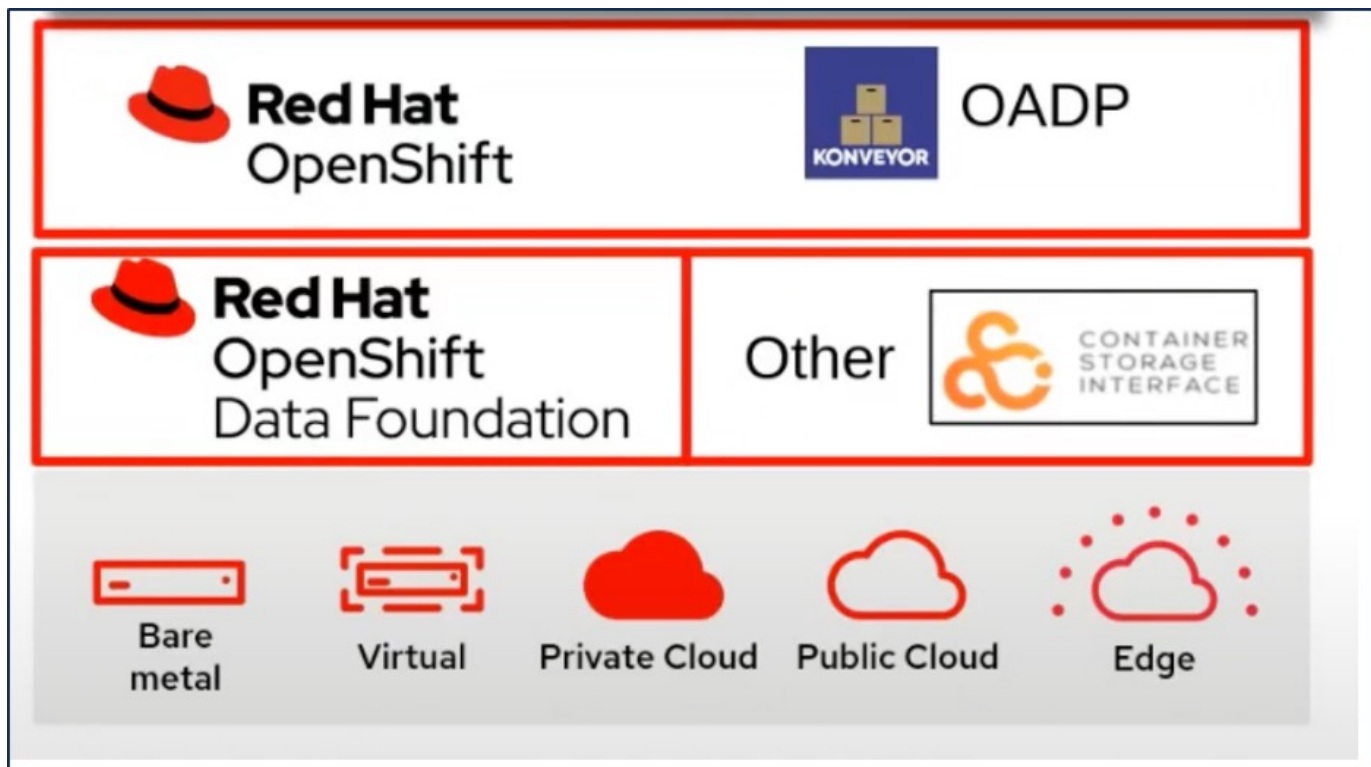 Red Hat
OpenShift
KONVEYOR
OADP
Red Hat
OpenShift
Data Foundation
Other
CONTAINER
STORAGE
INTERFACE
Bare
metal
Virtual
Private Cloud
Public Cloud
Edge